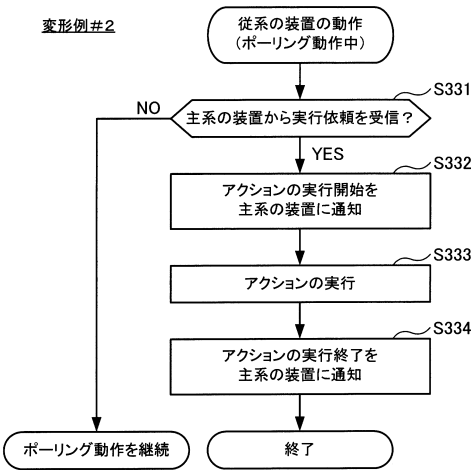 変形例#2
従系の装置の動作
(ポーリング動作中)
S331
主系の装置から実行依頼を受信?
NO
YES
S332
アクションの実行開始を
主系の装置に通知
S333
アクションの実行
S334
アクションの実行終了を
主系の装置に通知
ポーリング動作を継続
終了